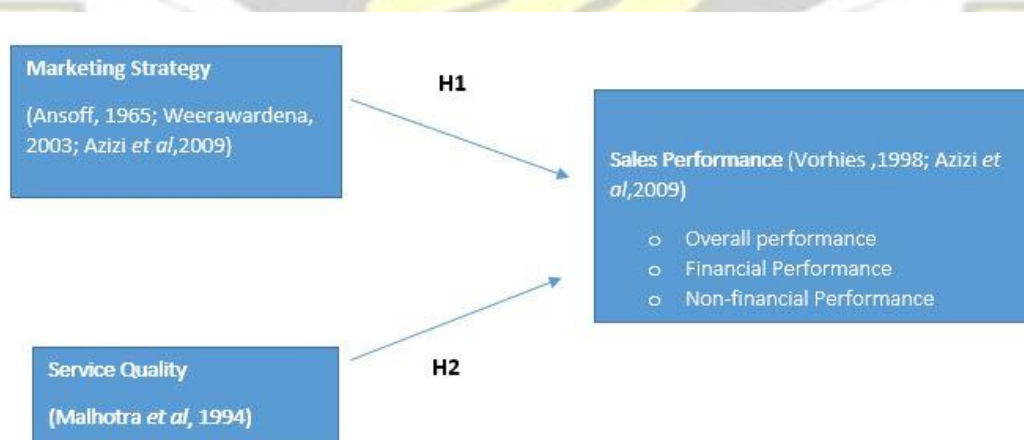 Marketing Strategy
(Ansoff, 1965; Weerawardena,
2003; Azizi et al,2009)
H1
Sales Performance (Vorhies ,1998; Azizi et
al,2009)
o Overall performance
o Financial Performance
o Non-financial Performance
H2
Service Quality
(Malhotra et al, 1994)